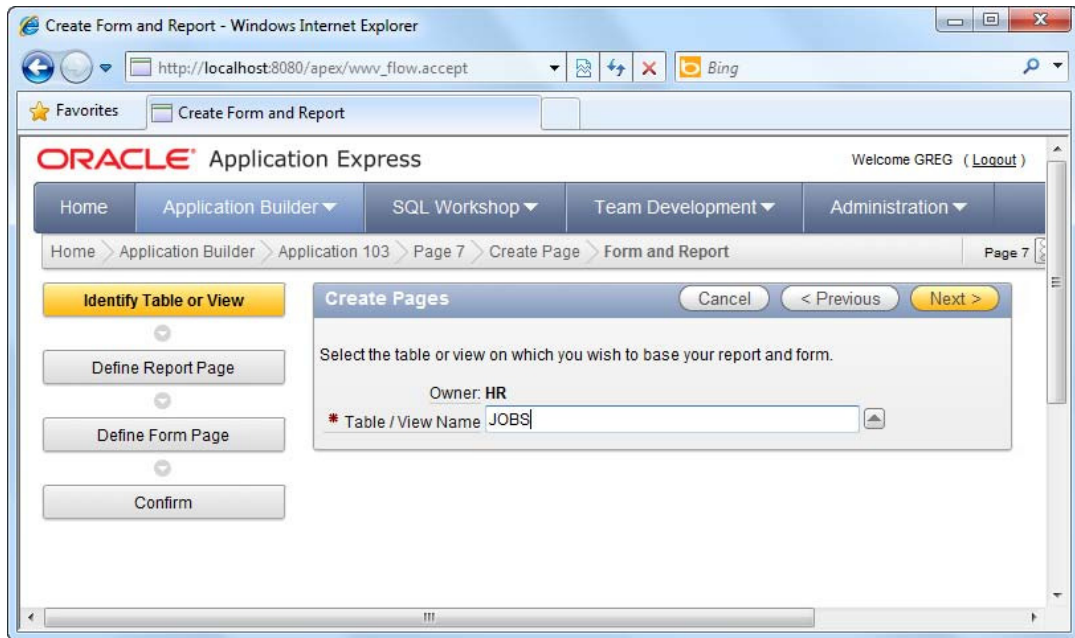 Create Form and Report - Windows Internet Explorer
http://localhost:8080/apex/wwv_flow.accept
Bing
Favorites
Create Form and Report
ORACLE Application Express
Welcome GREG ( Logout )
Home
Application Builder
SQL Workshop
Team Development
Administration
Home > Application Builder > Application 103 > Page 7 > Create Page > Form and Report
Page 7
Identify Table or View
Define Report Page
Define Form Page
Confirm
Create Pages
Cancel
< Previous
Next >
Select the table or view on which you wish to base your report and form.
Owner: HR
* Table / View Name JOBS